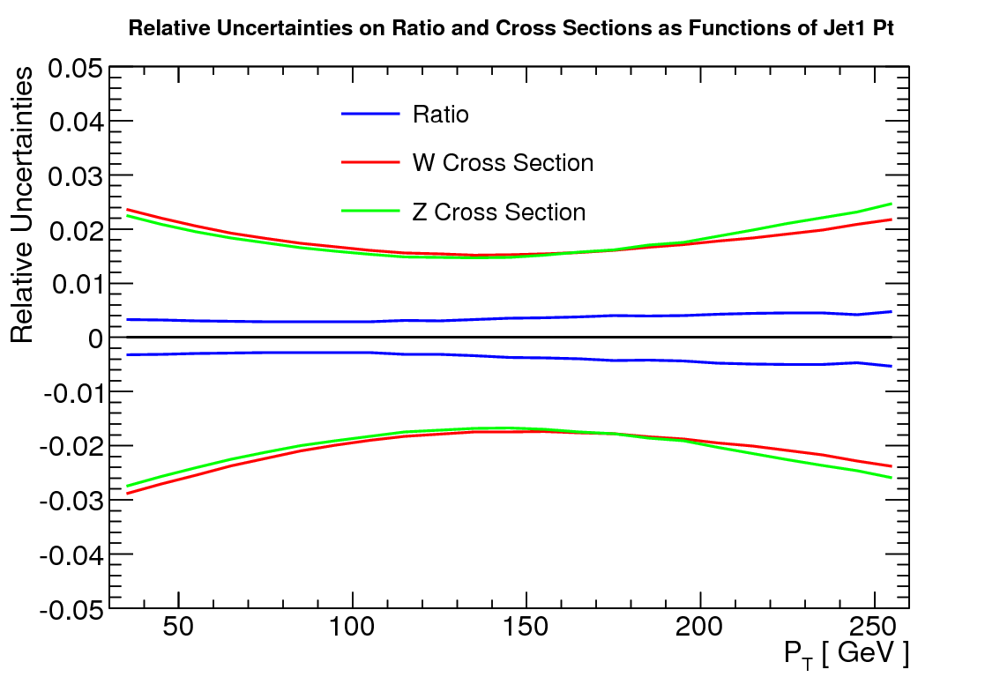 Relative Uncertainties on Ratio and Cross Sections as Functions of Jet1 Pt
Relative Uncertainties
0.05
0.04
0.03
0.02
0.01
0
-0.01
-0.02
-0.03
-0.04
-0.05
Ratio
W Cross Section
Z Cross Section
50
100
150
200
250
P_T [ GeV ]